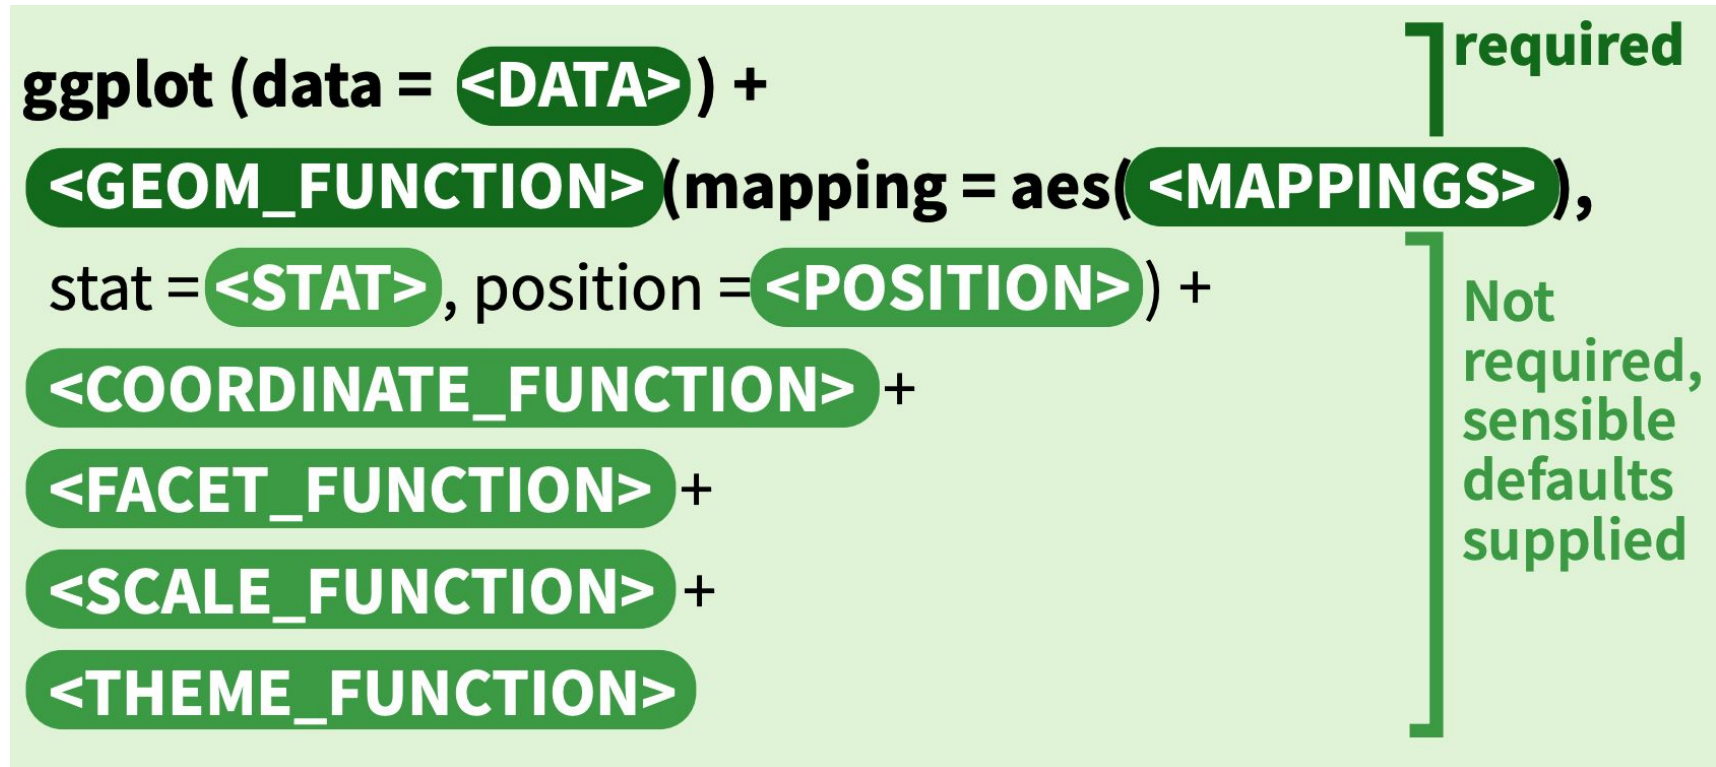 ggplot (data = <DATA>) +
required
<GEOM_FUNCTION>(mapping = aes(<MAPPINGS>),
stat = <STAT>, position = <POSITION>) +
<COORDINATE_FUNCTION> +
<FACET_FUNCTION> +
<SCALE_FUNCTION> +
<THEME_FUNCTION>
Not
required,
sensible
defaults
supplied